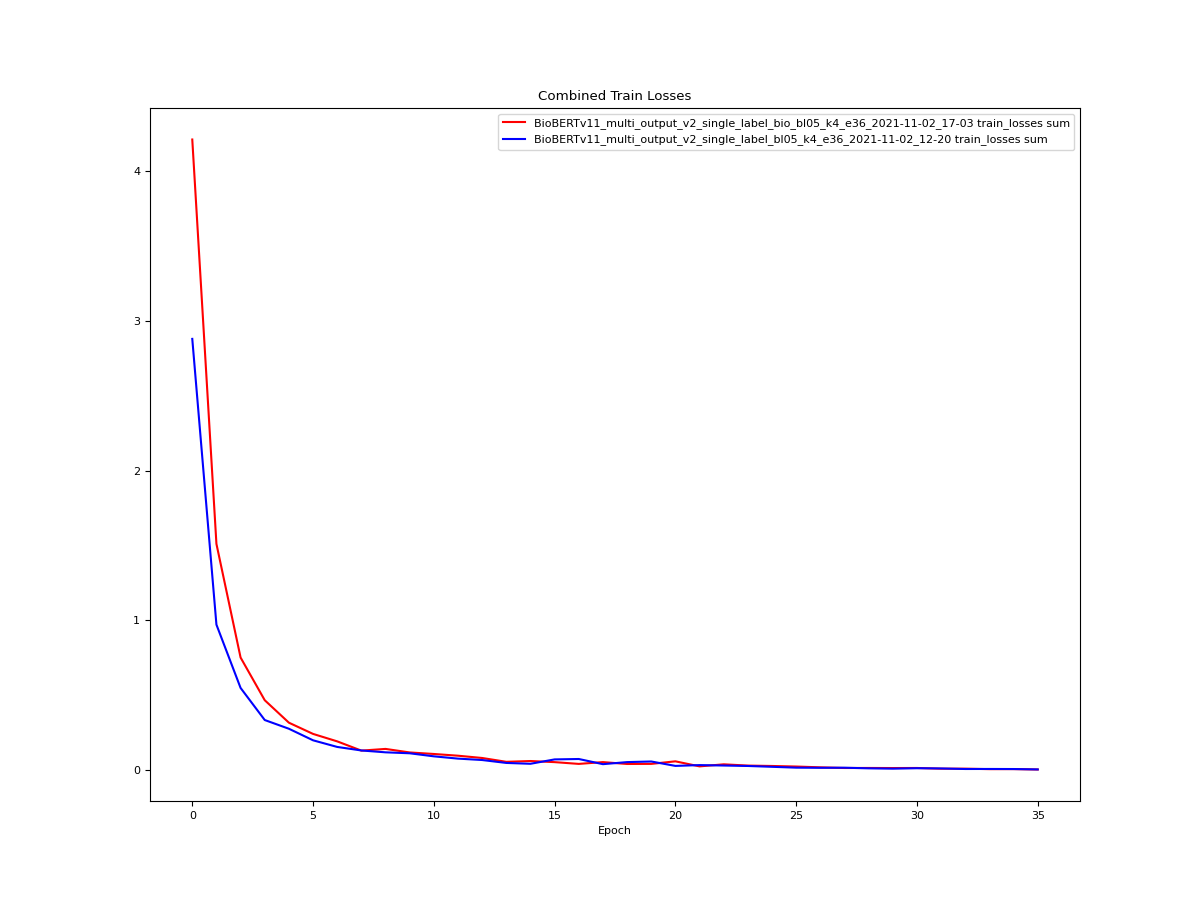 Combined Train Losses
BioBERTv11_multi_output_v2_single_label_bio_bl05_k4_e36_2021-11-02_17-03 train_losses sum
BioBERTv11_multi_output_v2_single_label_bl05_k4_e36_2021-11-02_12-20 train_losses sum
4
3
2
1
0
0 5 10 15 20 25 30 35
Epoch